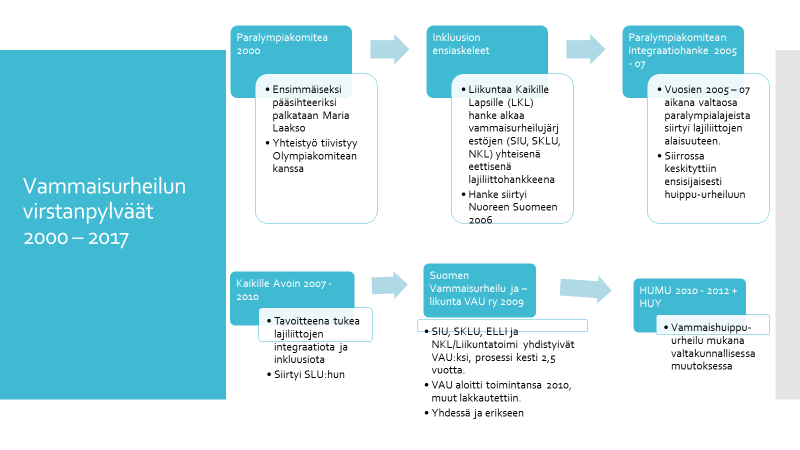 Vammaisurheilun
virstanpylväät
2000 – 2017
Paralympiakomitea
2000
• Ensimmäiseksi
pääsihteeriksi
palkataan Maria
Laakso
• Yhteistyö tiivistyy
Olympiakomitean
kanssa
Inkluusion
ensiaskeleet
• Liikuntaa Kaikille
Lapsille (LKL)
hanke alkaa
vammaisurheilujärj
estöjen (SIU, SKLU,
NKL) yhteisenä
eettisenä
lajiliittohankkeena
• Hanke siirtyi
Nuoreen Suomeen
2006
Paralympiakomitean
integraatiohanke 2005
- 07
• Vuosien 2005 – 07
aikana valtaosa
paralympialajeista
siirtyi lajiliittojen
alaisuuteen.
• Siirrossa
keskityttiin
ensisijaisesti
huippu-urheiluun
Kaikille Avoin 2007 -
2010
• Tavoitteena tukea
lajiliittojen
integraatiota ja
inkluusiota
• Siirtyi SLU:hun
Suomen
Vammaisurheilu ja –
likunta VAU ry 2009
• SIU, SKLU, ELLI ja
NKL/Liikuntatoimi yhdistyivät
VAU:ksi, prosessi kesti 2,5
vuotta.
• VAU aloitti toimintansa 2010,
muut lakkautettiin.
• Yhdessä ja erikseen
HUMU 2010 - 2012 +
HUY
• Vammaishuippu-
urheilu mukana
valtakunnallisessa
muutoksessa